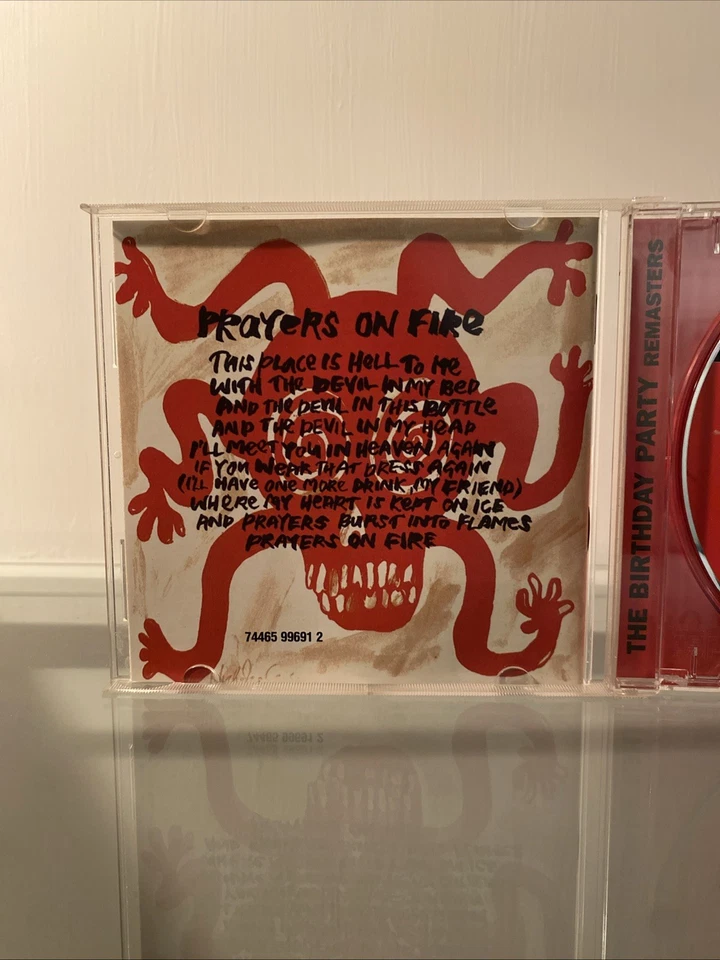 PRAYERS ON FIRE
THIS PLACE IS HELL TO ME
WITH THE DEVIL IN MY BED
AND THE DEVIL IN THIS BOTTLE
AND THE DEVIL IN MY HEAD
I'LL MEET YOU IN HEAVEN AGAIN
IF YOU WEAR THAT DRESS AGAIN
(I'LL HAVE ONE MORE DRINK, MY FRIEND)
WHERE MY HEART IS KEPT ON ICE
AND PRAYERS BURST INTO FLAMES
PRAYERS ON FIRE
74465 99691 2
THE BIRTHDAY PARTY REMASTERS